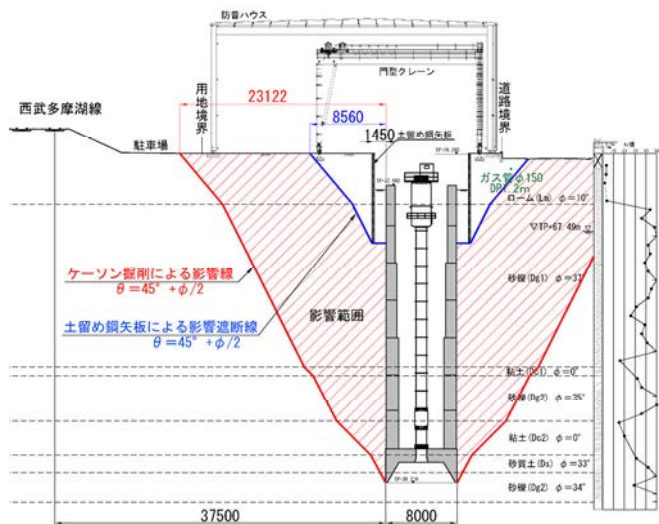 防音ハウス
門型クレーン
用地境界
道路境界
23122
西武多摩湖線
8560
1450
土留め鋼矢板
駐車場
ガス管φ150
DP1.2m
ローム(Lm) φ=10°
▽TP+67.49m
N値
ケーソン掘削による影響線
θ=45°+φ/2
砂礫(Dg1) φ=37°
土留め鋼矢板による影響遮断線
θ=45°+φ/2
影響範囲
粘土(Dc1) φ=0°
砂礫(Dg2) φ=35°
粘土(Dc2) φ=0°
砂質土(Ds) φ=33°
砂礫(Dg2) φ=34°
37500
8000